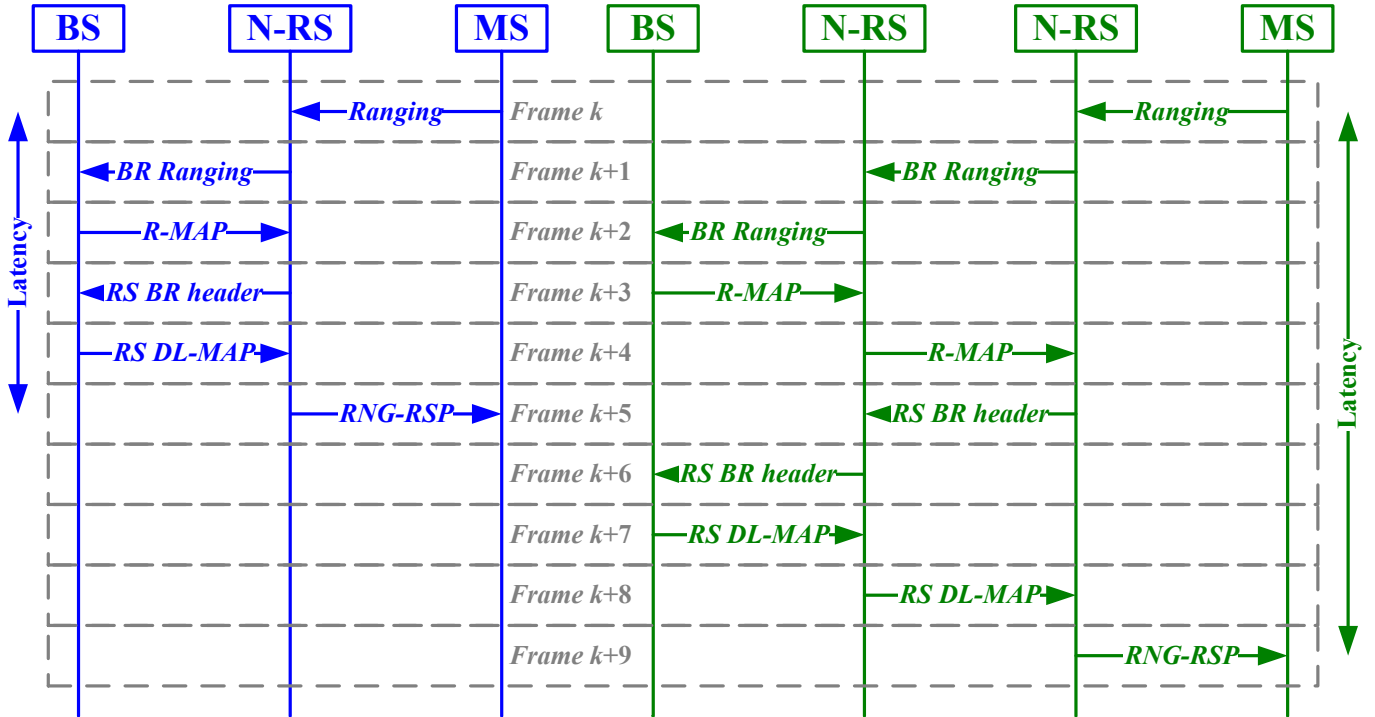 BS N-RS MS BS N-RS N-RS MS
Ranging Frame k Ranging
BR Ranging Frame k+1 BR Ranging
R-MAP Frame k+2 BR Ranging
RS BR header Frame k+3 R-MAP
RS DL-MAP Frame k+4 R-MAP
RNG-RSP Frame k+5 RS BR header
Frame k+6 RS BR header
Frame k+7 RS DL-MAP
Frame k+8 RS DL-MAP
Frame k+9 RNG-RSP
Latency
Latency